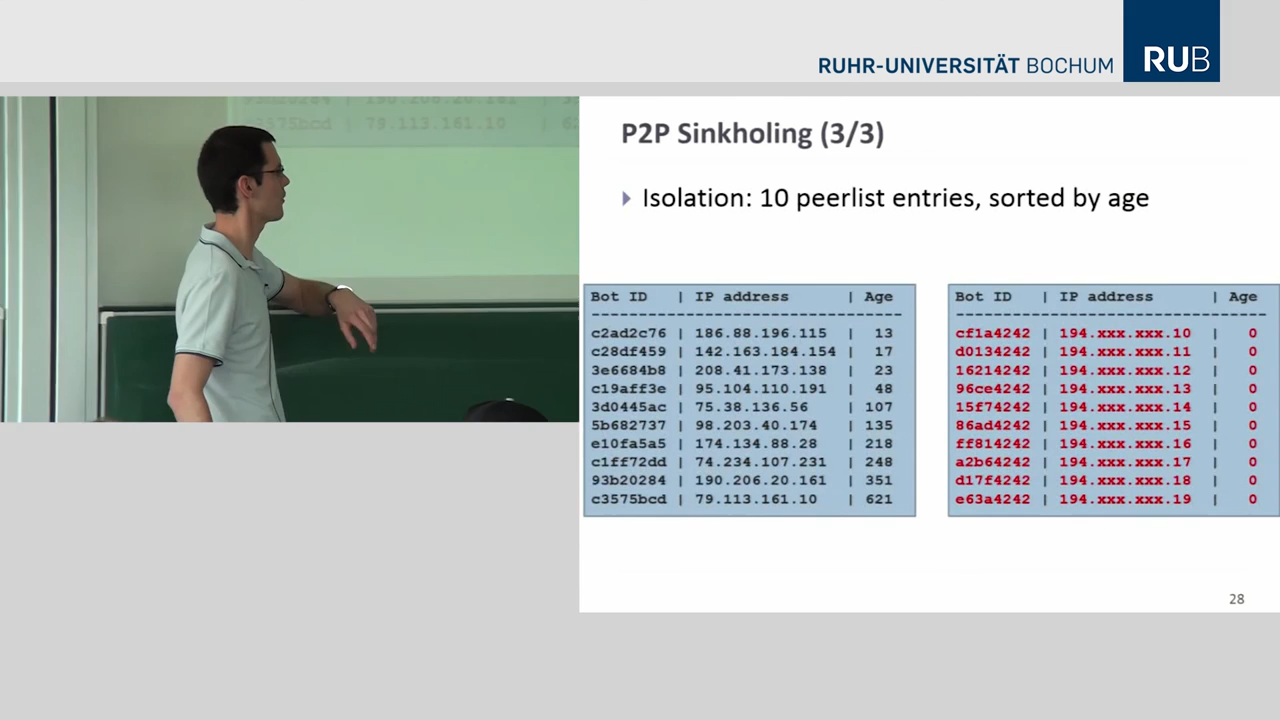 RUHR-UNIVERSITÄT BOCHUM RUB
c3575bcd | 79.113.161.10 | 62
P2P Sinkholing (3/3)
Isolation: 10 peerlist entries, sorted by age
Bot ID | IP address | Age
-----------------------------------
c2ad2c76 | 186.88.196.115 | 13
c28df459 | 142.163.184.154 | 17
3e6684b8 | 208.41.173.138 | 23
c19aff3e | 95.104.110.191 | 48
3d0445ac | 75.38.136.56 | 107
5b682737 | 98.203.40.174 | 135
e10fa5a5 | 174.134.88.28 | 218
c1ff72dd | 74.234.107.231 | 248
93b20284 | 190.206.20.161 | 351
c3575bcd | 79.113.161.10 | 621
Bot ID | IP address | Age
-----------------------------------
cf1a4242 | 194.xxx.xxx.10 | 0
d0134242 | 194.xxx.xxx.11 | 0
16214242 | 194.xxx.xxx.12 | 0
96ce4242 | 194.xxx.xxx.13 | 0
15f74242 | 194.xxx.xxx.14 | 0
86ad4242 | 194.xxx.xxx.15 | 0
ff814242 | 194.xxx.xxx.16 | 0
a2b64242 | 194.xxx.xxx.17 | 0
d17f4242 | 194.xxx.xxx.18 | 0
e63a4242 | 194.xxx.xxx.19 | 0
28